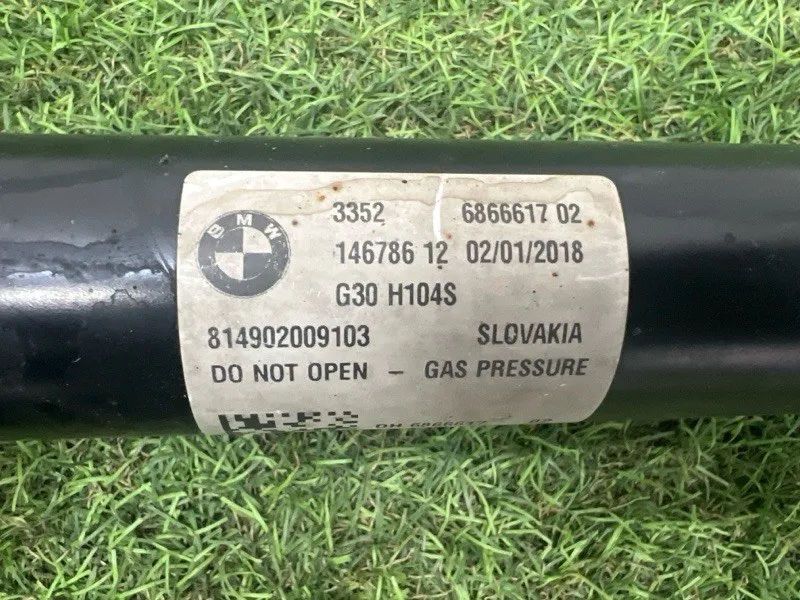 BMW
3352 6866617 02
146786 12 02/01/2018
G30 H104S
814902009103 SLOVAKIA
DO NOT OPEN – GAS PRESSURE